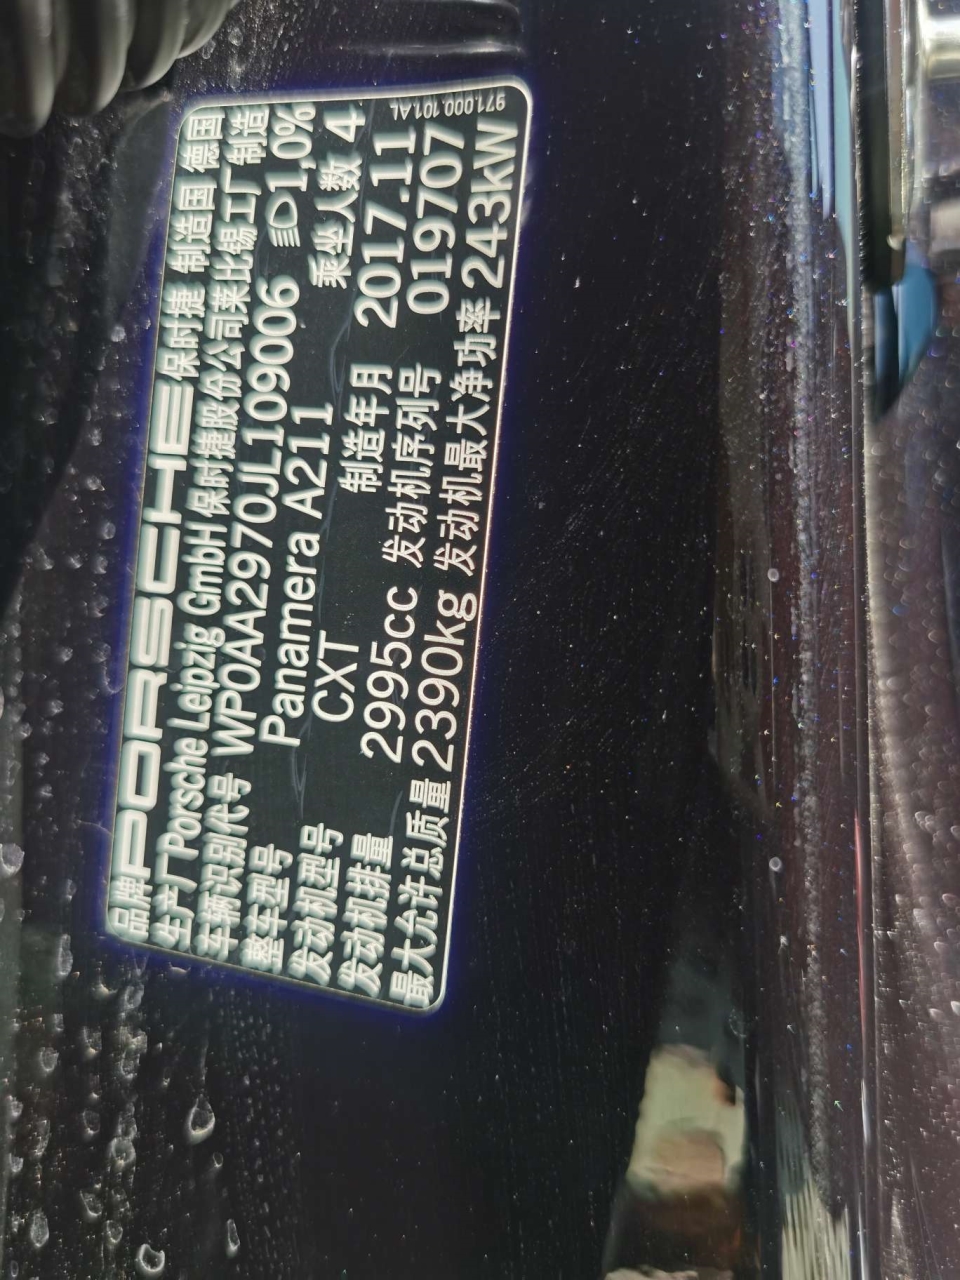 品牌 PORSCHE 保时捷 制造国 德国
生产厂 Porsche Leipzig GmbH 保时捷股份公司莱比锡工厂制造
车辆识别代号 WP0AA2970JL109006 1,0%
整车型号 Panamera A211 乘坐人数 4
发动机型号 CXT 制造年月 2017.11
发动机排量 2995cc 发动机序列号 019707
最大允许总质量 2390kg 发动机最大净功率 243kW
971.000.101.AL